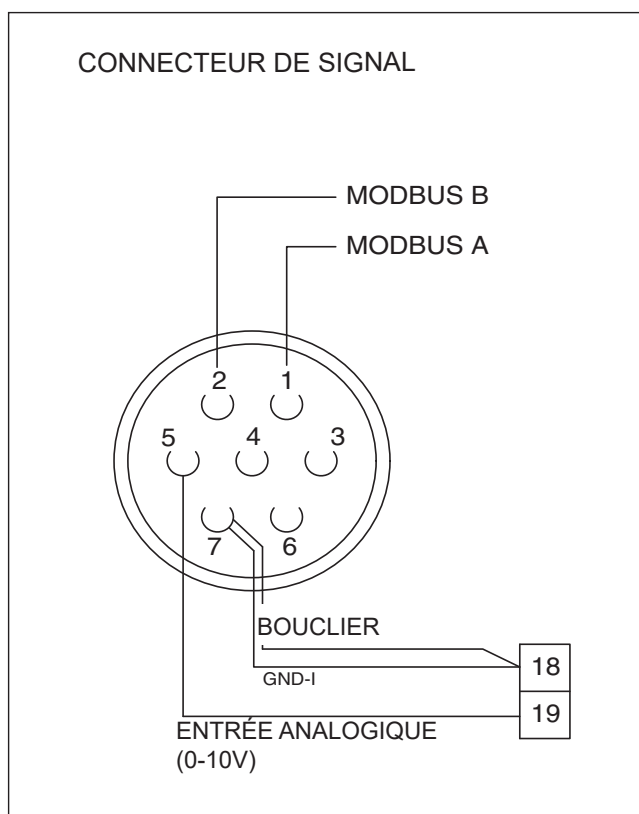 CONNECTEUR DE SIGNAL
MODBUS B
MODBUS A
2 1
5 4 3
7 6
BOUCLIER
18
GND-I
19
ENTRÉE ANALOGIQUE
(0-10V)